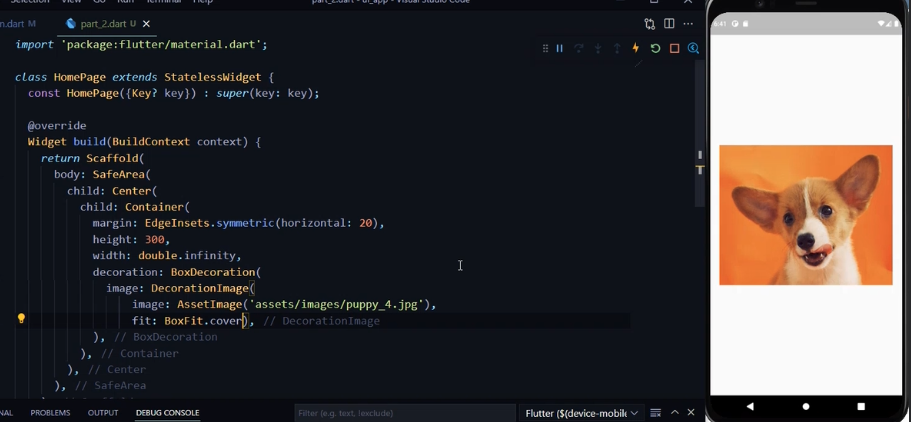 Selection View Go Run Terminal Help part_2.dart - ui_app - Visual Studio Code
n.dart M part_2.dart U
import 'package:flutter/material.dart';
class HomePage extends StatelessWidget {
const HomePage({Key? key}) : super(key: key);
@override
Widget build(BuildContext context) {
return Scaffold(
body: SafeArea(
child: Center(
child: Container(
margin: EdgeInsets.symmetric(horizontal: 20),
height: 300,
width: double.infinity,
decoration: BoxDecoration(
image: DecorationImage(
image: AssetImage('assets/images/puppy_4.jpg'),
fit: BoxFit.cover), // DecorationImage
), // BoxDecoration
), // Container
), // Center
), // SafeArea
NAL PROBLEMS OUTPUT DEBUG CONSOLE Filter (e.g. text, !exclude) Flutter ($(device-mobile